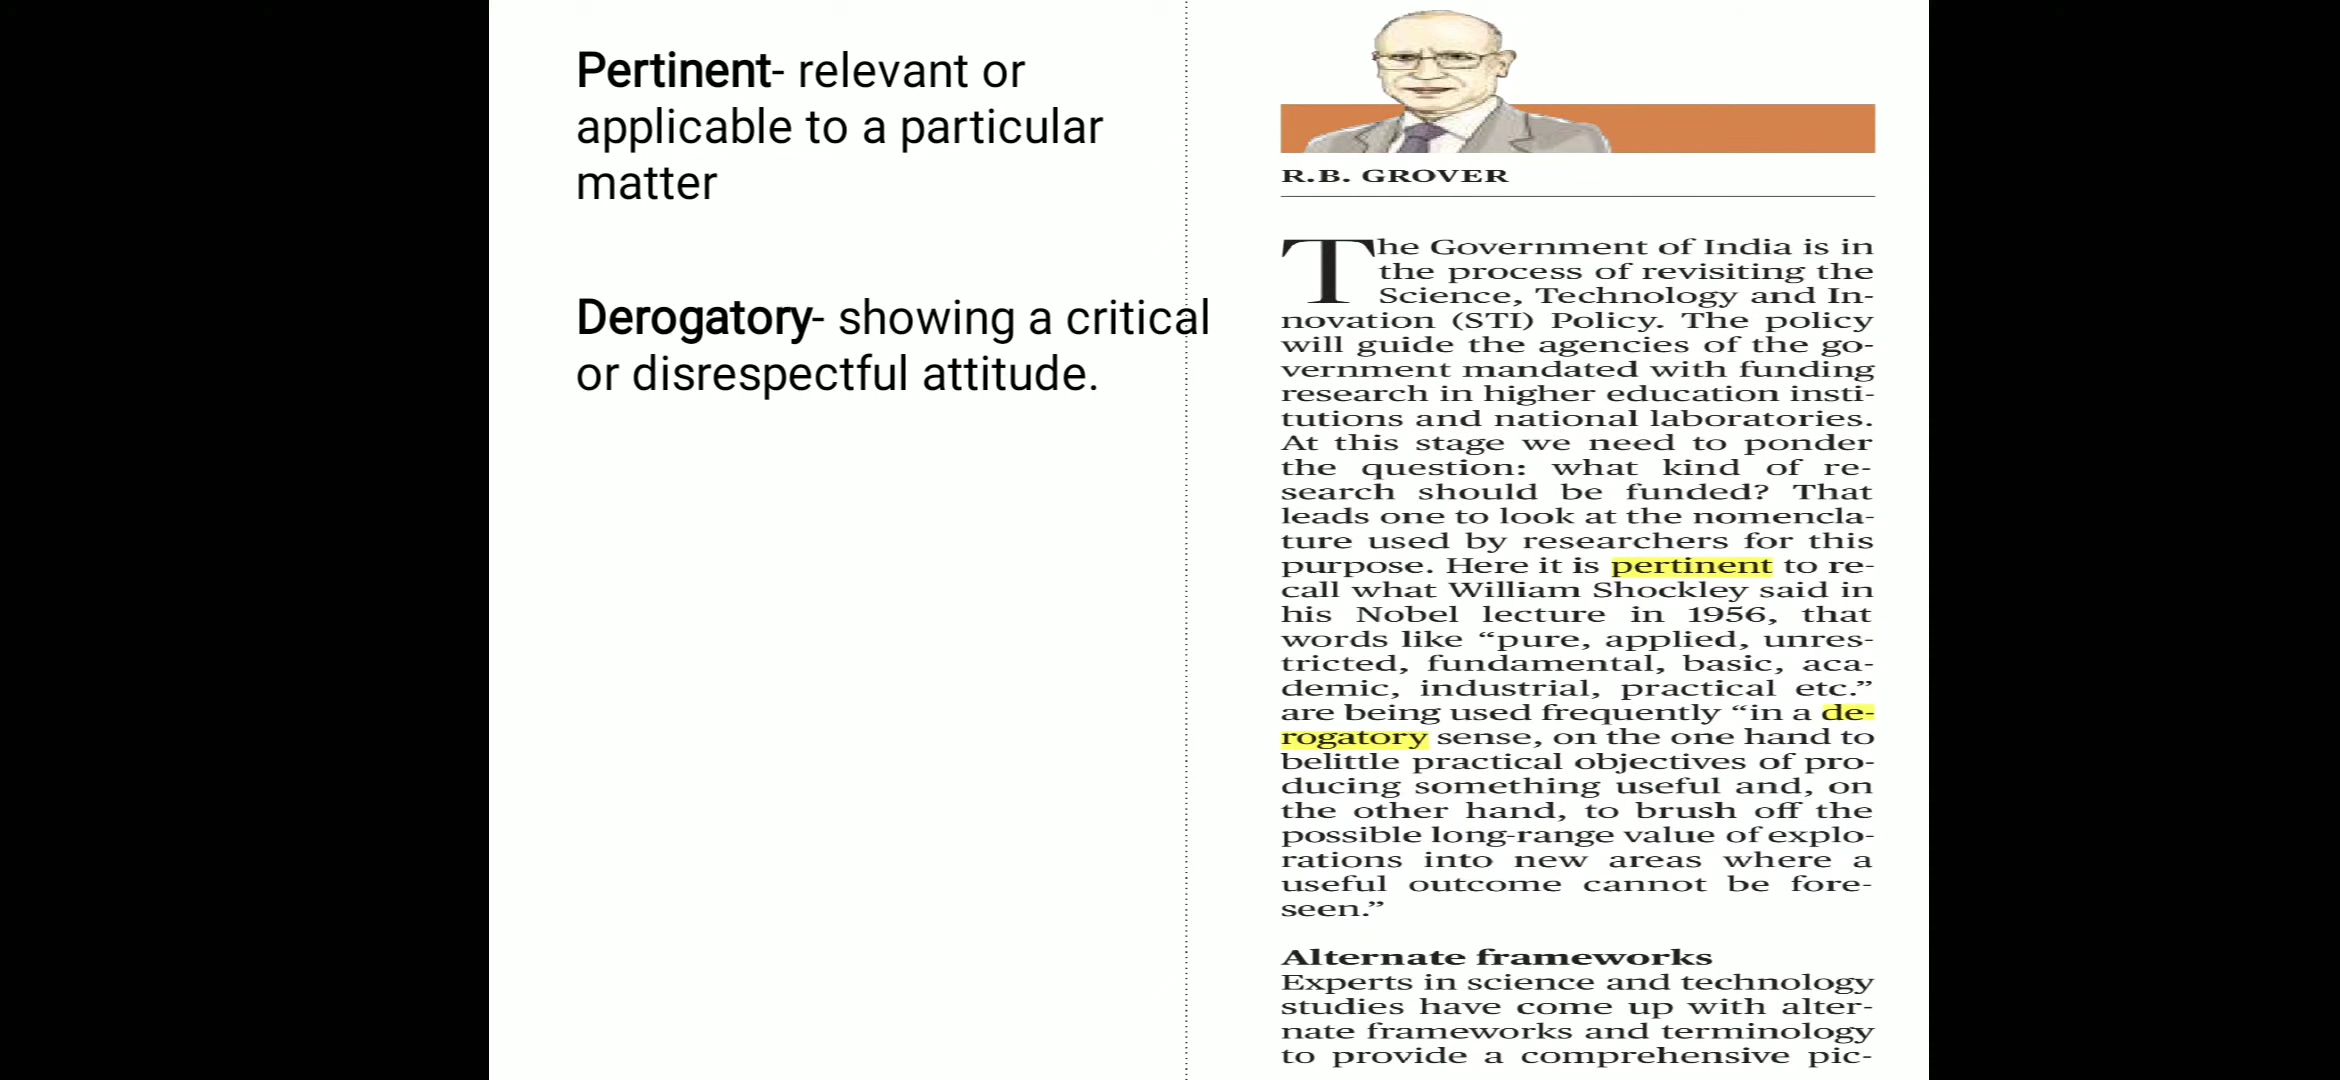 Pertinent- relevant or
applicable to a particular
matter
Derogatory- showing a critical
or disrespectful attitude.
R.B. GROVER
The Government of India is in
the process of revisiting the
Science, Technology and In-
novation (STI) Policy. The policy
will guide the agencies of the go-
vernment mandated with funding
research in higher education insti-
tutions and national laboratories.
At this stage we need to ponder
the question: what kind of re-
search should be funded? That
leads one to look at the nomencla-
ture used by researchers for this
purpose. Here it is pertinent to re-
call what William Shockley said in
his Nobel lecture in 1956, that
words like “pure, applied, unres-
tricted, fundamental, basic, aca-
demic, industrial, practical etc.”
are being used frequently “in a de-
rogatory sense, on the one hand to
belittle practical objectives of pro-
ducing something useful and, on
the other hand, to brush off the
possible long-range value of explo-
rations into new areas where a
useful outcome cannot be fore-
seen.”
Alternate frameworks
Experts in science and technology
studies have come up with alter-
nate frameworks and terminology
to provide a comprehensive pic-